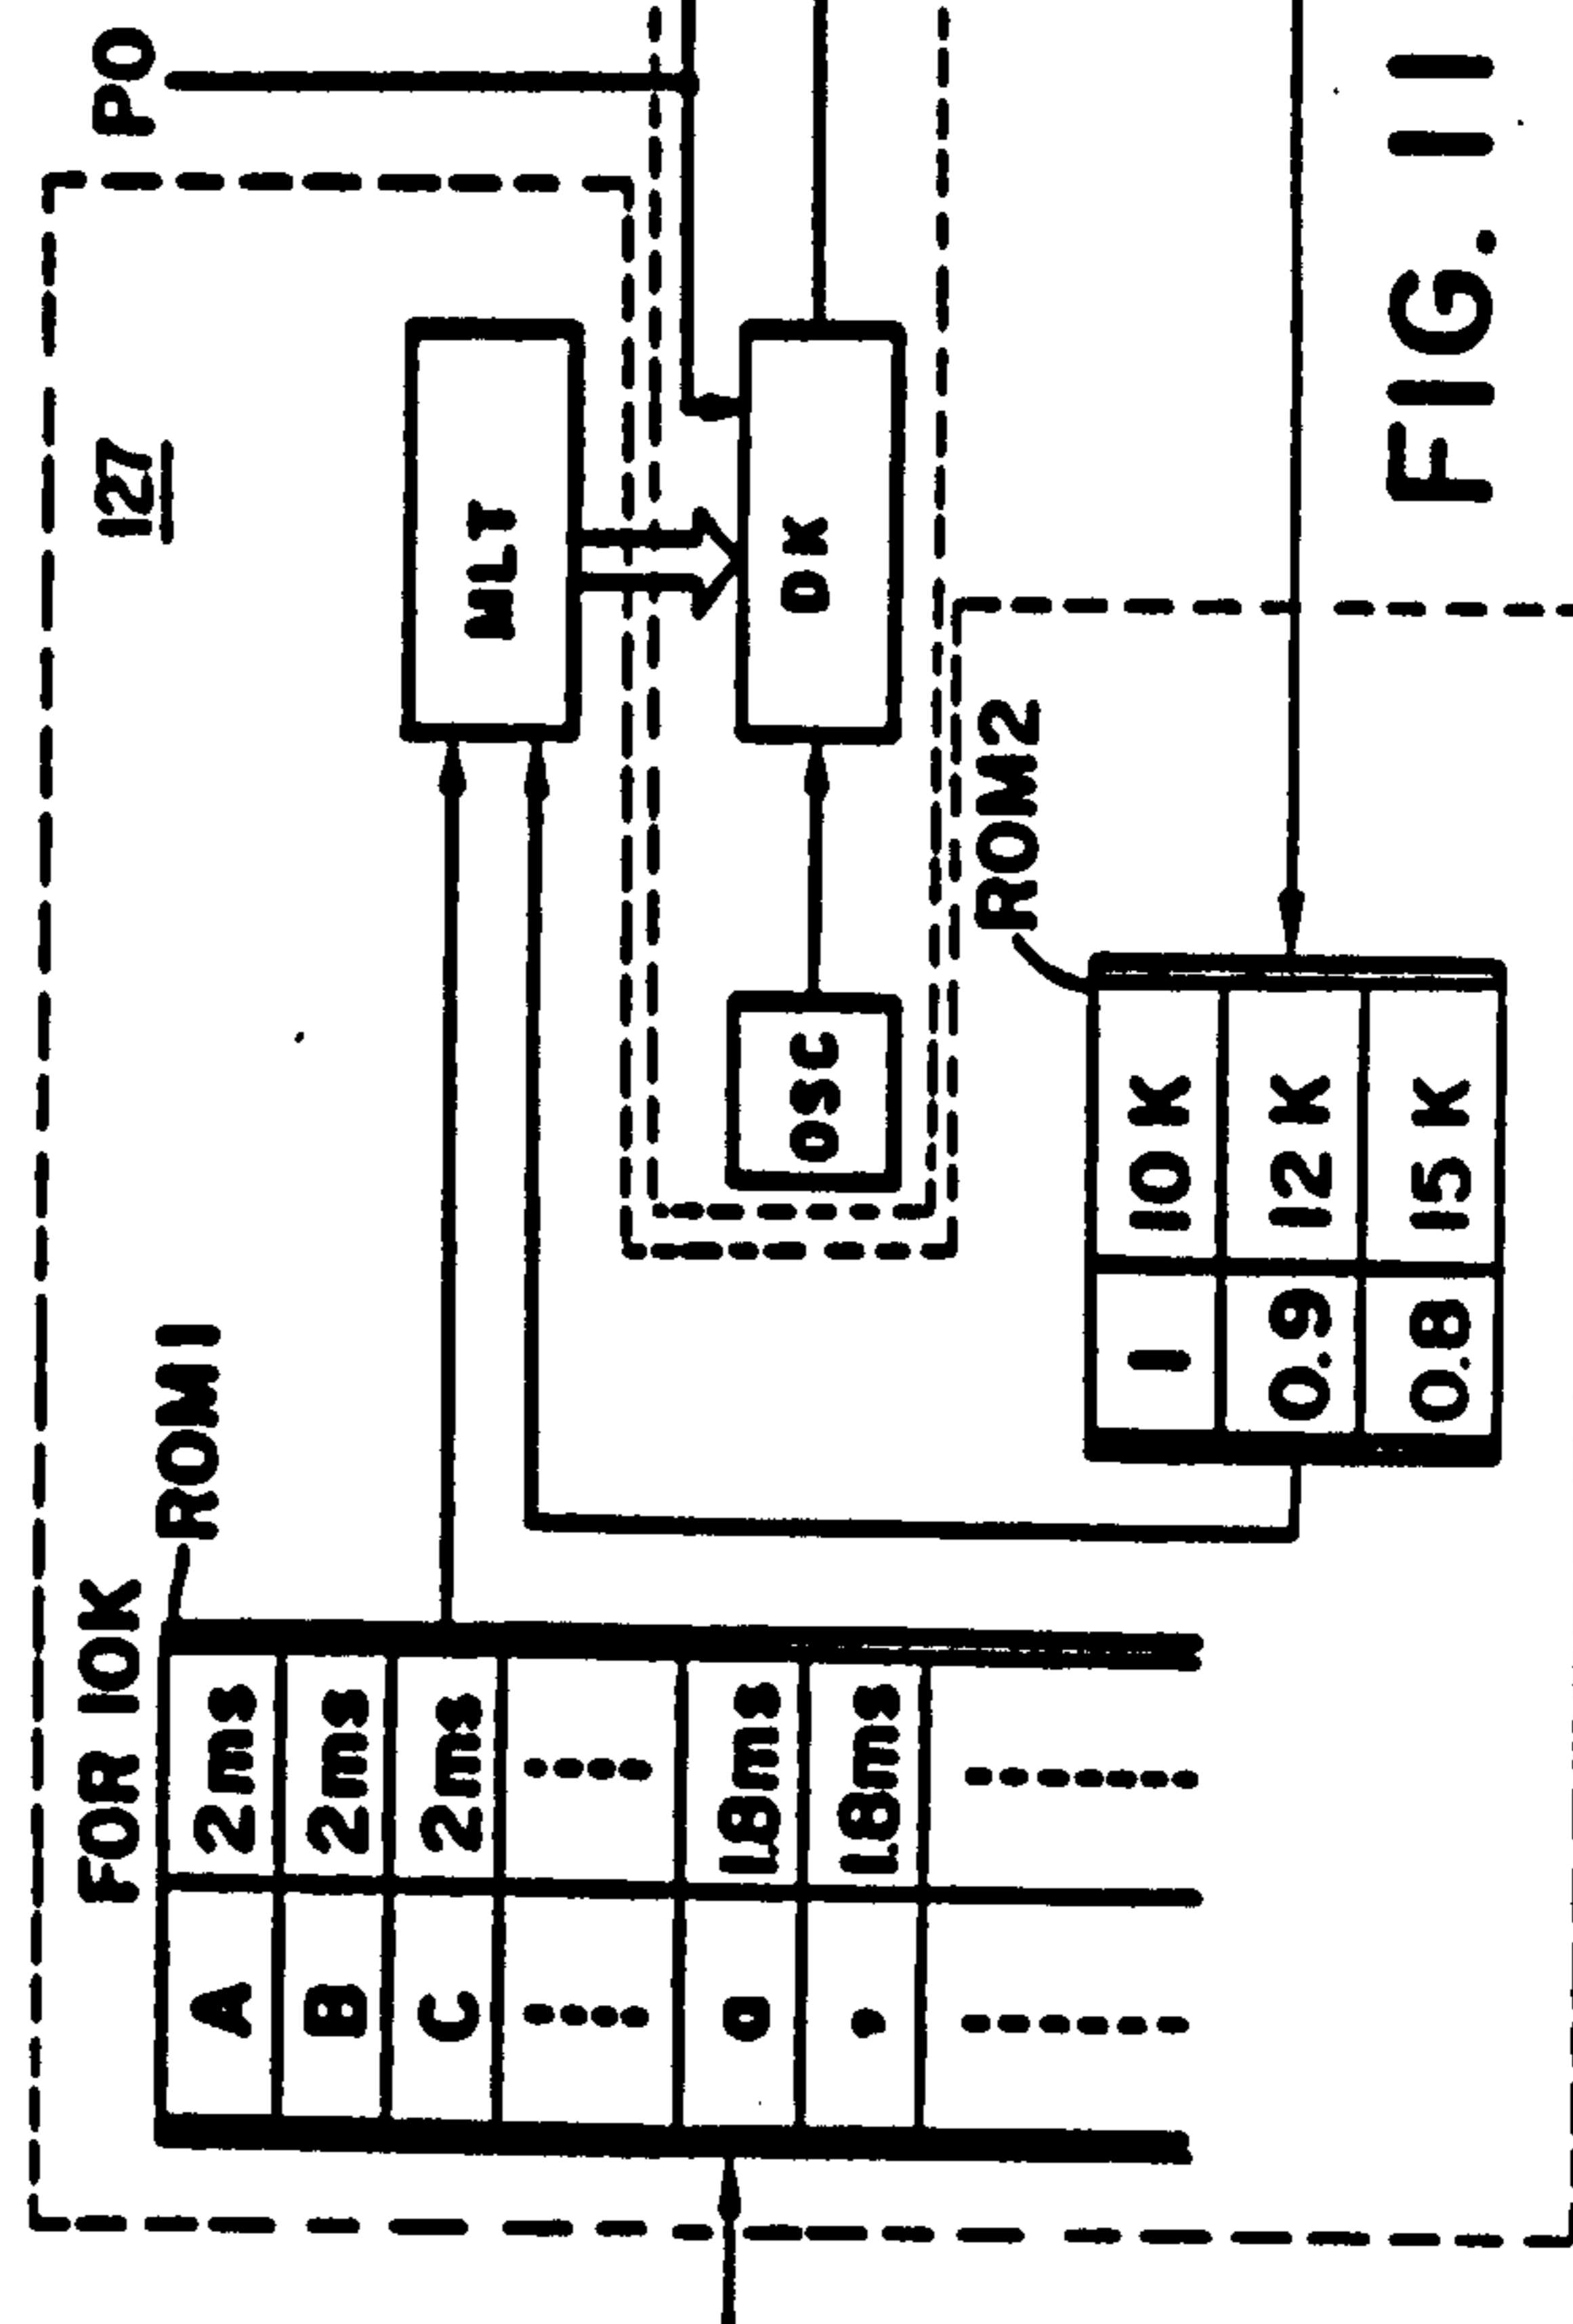 FOR 10K
ROM1
127
PO
A 2ms
B 2ms
C 2ms
MLT
o 1.8ms
, 1.8ms
OSC
DK
ROM2
1 10K
0.9 12K
0.8 15K
FIG. 11